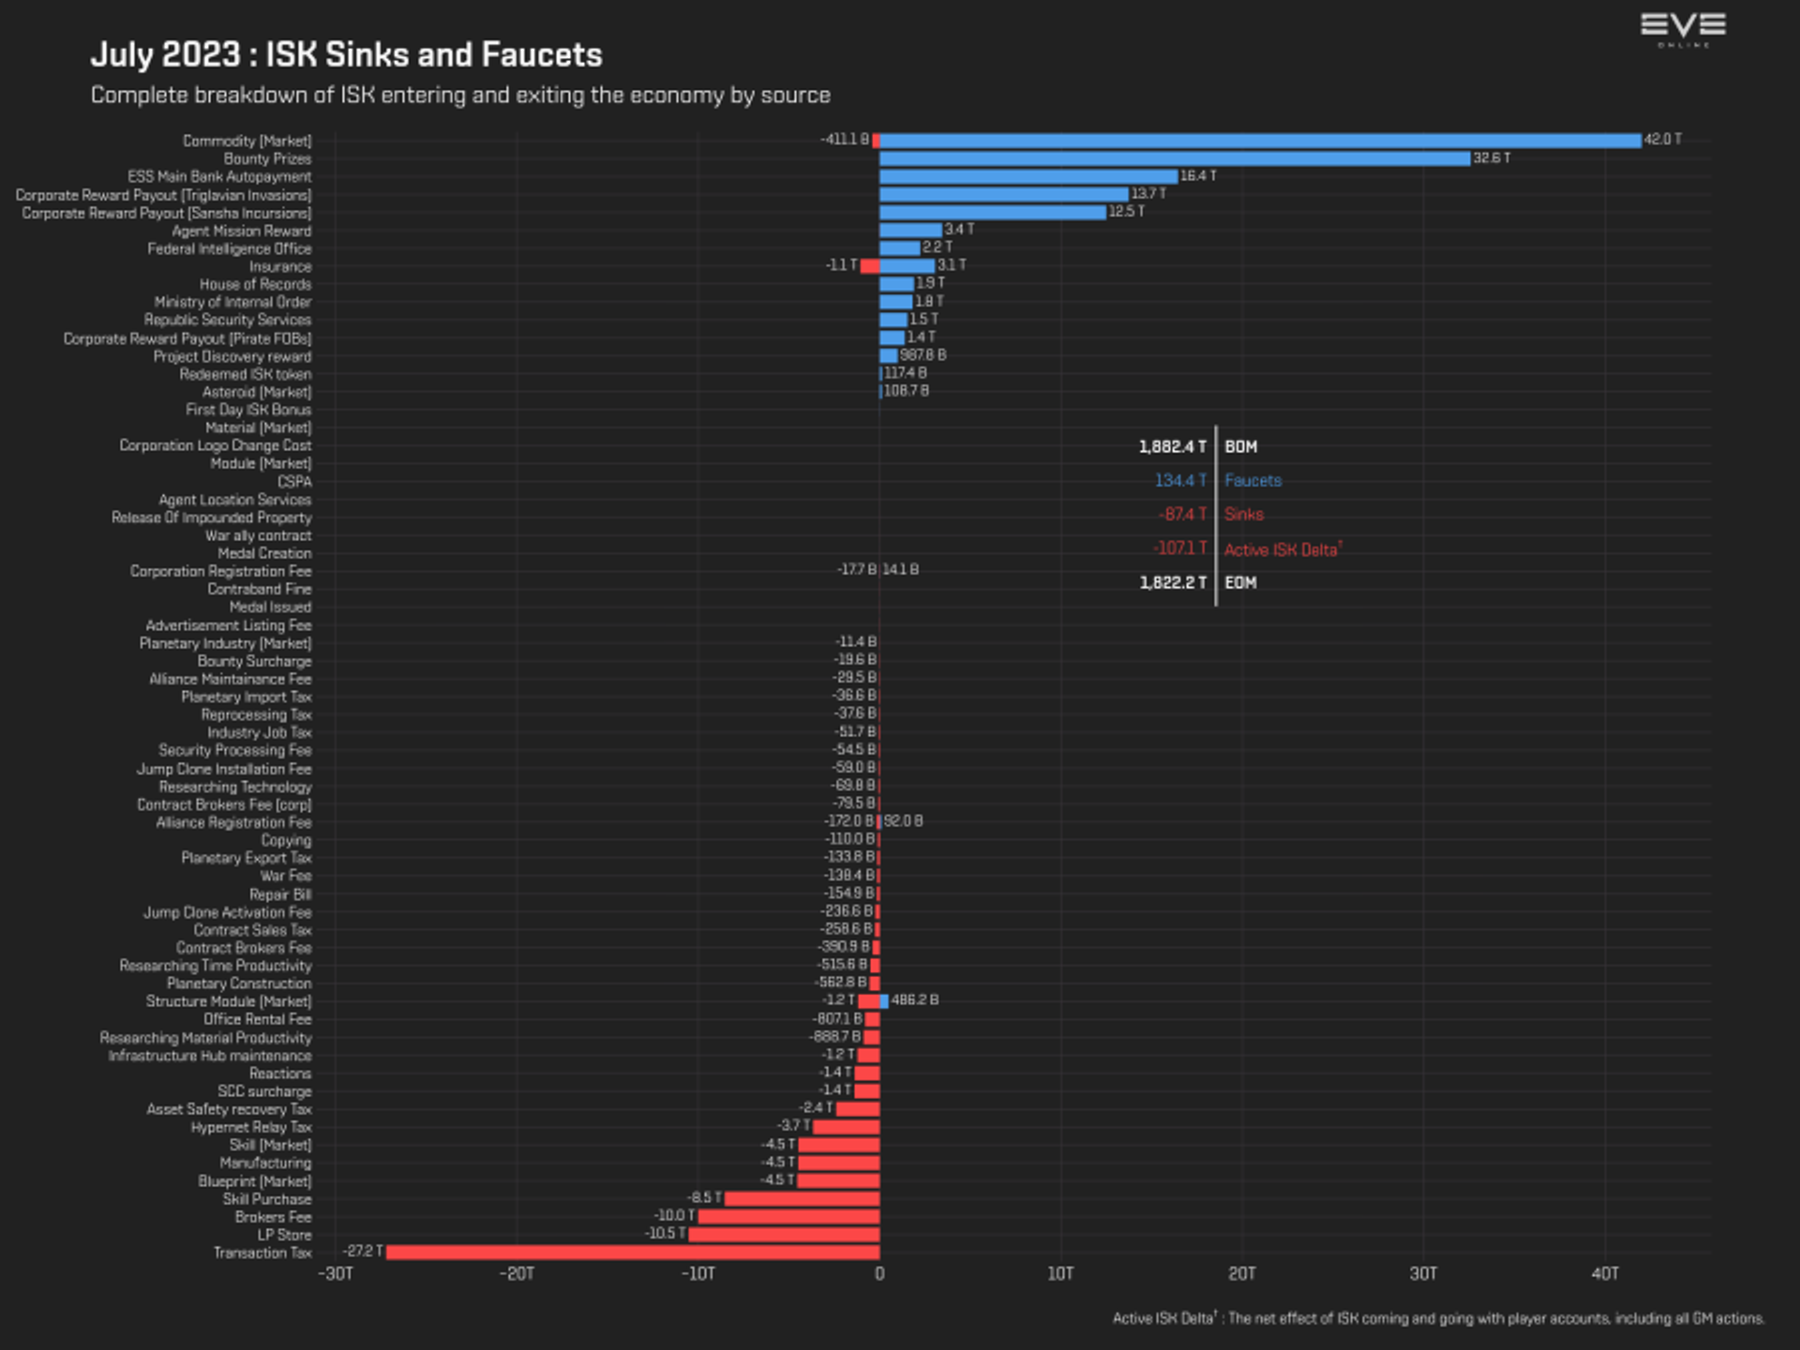 EVE
ONLINE
July 2023 : ISK Sinks and Faucets
Complete breakdown of ISK entering and exiting the economy by source
Commodity [Market] -411.1 B 42.0 T
Bounty Prizes 32.6 T
ESS Main Bank Autopayment 16.4 T
Corporate Reward Payout [Triglavian Invasions] 13.7 T
Corporate Reward Payout [Sansha Incursions] 12.5 T
Agent Mission Reward 3.4 T
Federal Intelligence Office 2.2 T
Insurance -1.1 T 3.1 T
House of Records 1.9 T
Ministry of Internal Order 1.8 T
Republic Security Services 1.5 T
Corporate Reward Payout [Pirate FOBs] 1.4 T
Project Discovery reward 987.8 B
Redeemed ISK token 117.4 B
Asteroid [Market] 108.7 B
First Day ISK Bonus
Material [Market]
Corporation Logo Change Cost
Module [Market]
CSPA
Agent Location Services
Release Of Impounded Property
War ally contract
Medal Creation
Corporation Registration Fee -17.7 B 14.1 B
Contraband Fine
Medal Issued
Advertisement Listing Fee
Planetary Industry [Market] -11.4 B
Bounty Surcharge -19.6 B
Alliance Maintainance Fee -29.5 B
Planetary Import Tax -36.6 B
Reprocessing Tax -37.6 B
Industry Job Tax -51.7 B
Security Processing Fee -54.5 B
Jump Clone Installation Fee -59.0 B
Researching Technology -69.8 B
Contract Brokers Fee [corp] -79.5 B
Alliance Registration Fee -172.0 B 92.0 B
Copying -110.0 B
Planetary Export Tax -133.8 B
War Fee -138.4 B
Repair Bill -154.9 B
Jump Clone Activation Fee -236.6 B
Contract Sales Tax -258.6 B
Contract Brokers Fee -390.9 B
Researching Time Productivity -515.6 B
Planetary Construction -562.8 B
Structure Module [Market] -1.2 T 486.2 B
Office Rental Fee -807.1 B
Researching Material Productivity -888.7 B
Infrastructure Hub maintenance -1.2 T
Reactions -1.4 T
SCC surcharge -1.4 T
Asset Safety recovery Tax -2.4 T
Hypernet Relay Tax -3.7 T
Skill [Market] -4.5 T
Manufacturing -4.5 T
Blueprint [Market] -4.5 T
Skill Purchase -8.5 T
Brokers Fee -10.0 T
LP Store -10.5 T
Transaction Tax -27.2 T
-30T -20T -10T 0 10T 20T 30T 40T
1,882.4 T BOM
134.4 T Faucets
-87.4 T Sinks
-107.1 T Active ISK Delta†
1,822.2 T EOM
Active ISK Delta† : The net effect of ISK coming and going with player accounts, including all GM actions.